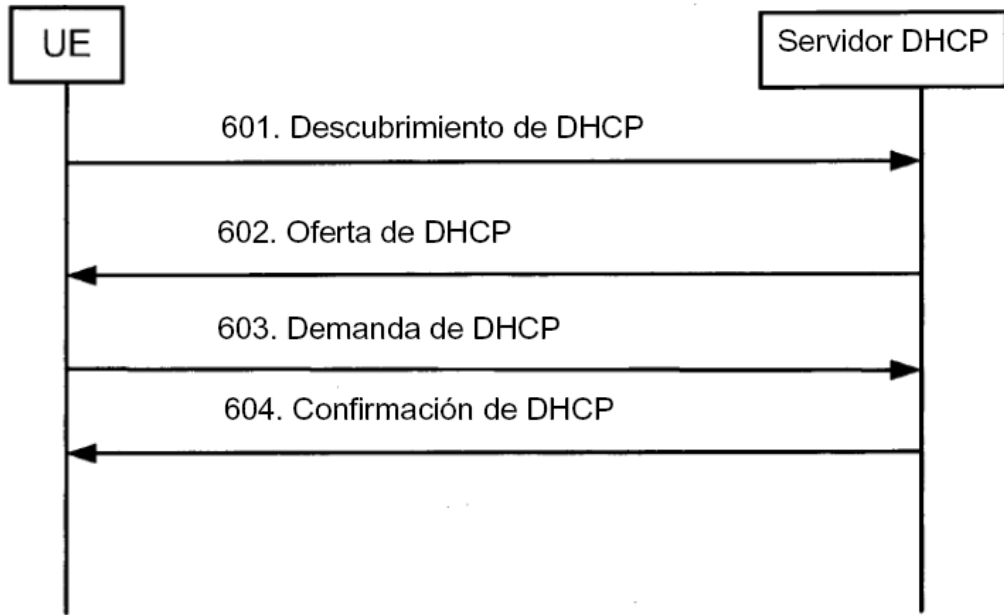 UE
Servidor DHCP
601. Descubrimiento de DHCP
602. Oferta de DHCP
603. Demanda de DHCP
604. Confirmación de DHCP